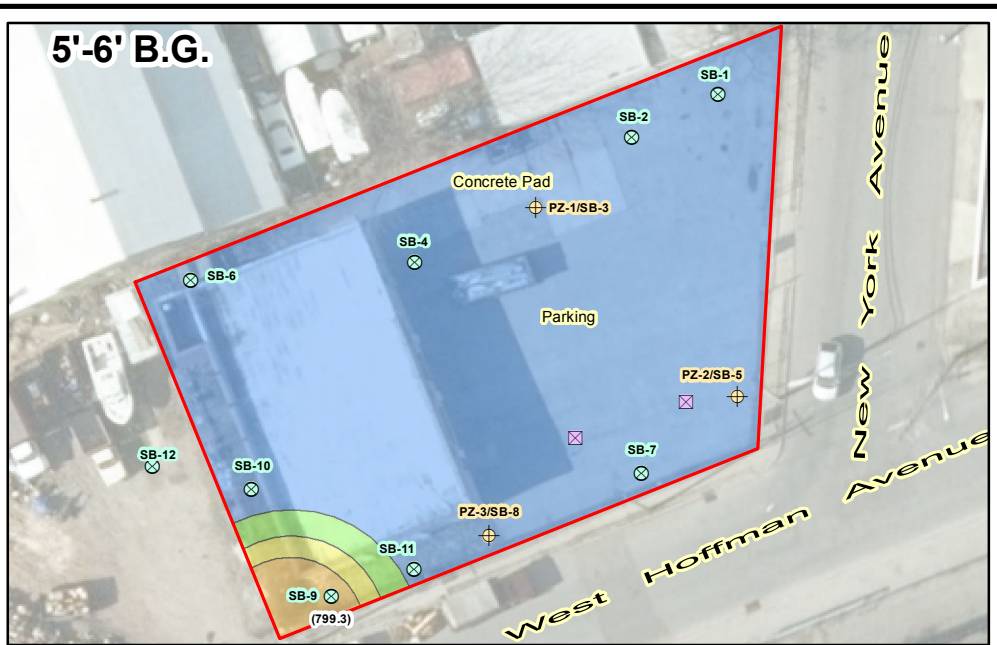 5'-6' B.G.
SB-1
SB-2
Concrete Pad
PZ-1/SB-3
SB-4
SB-6
Parking
PZ-2/SB-5
SB-7
SB-12
SB-10
PZ-3/SB-8
SB-11
SB-9
(799.3)
New York Avenue
West Hoffman Avenue